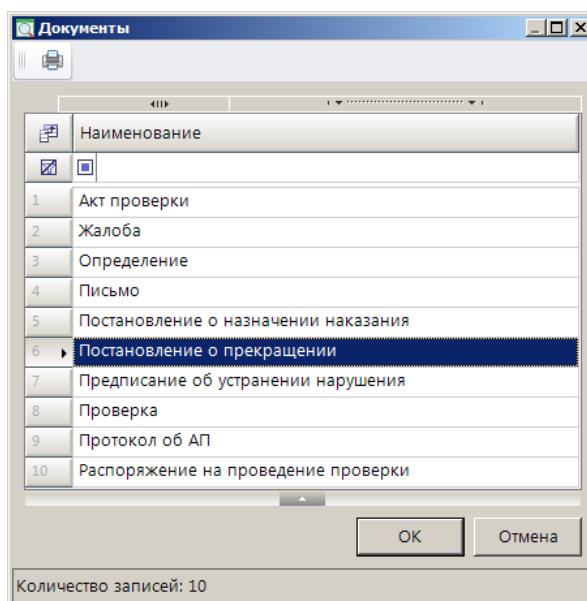 Документы
Наименование
1 Акт проверки
2 Жалоба
3 Определение
4 Письмо
5 Постановление о назначении наказания
6 Постановление о прекращении
7 Предписание об устранении нарушения
8 Проверка
9 Протокол об АП
10 Распоряжение на проведение проверки
ОК Отмена
Количество записей: 10